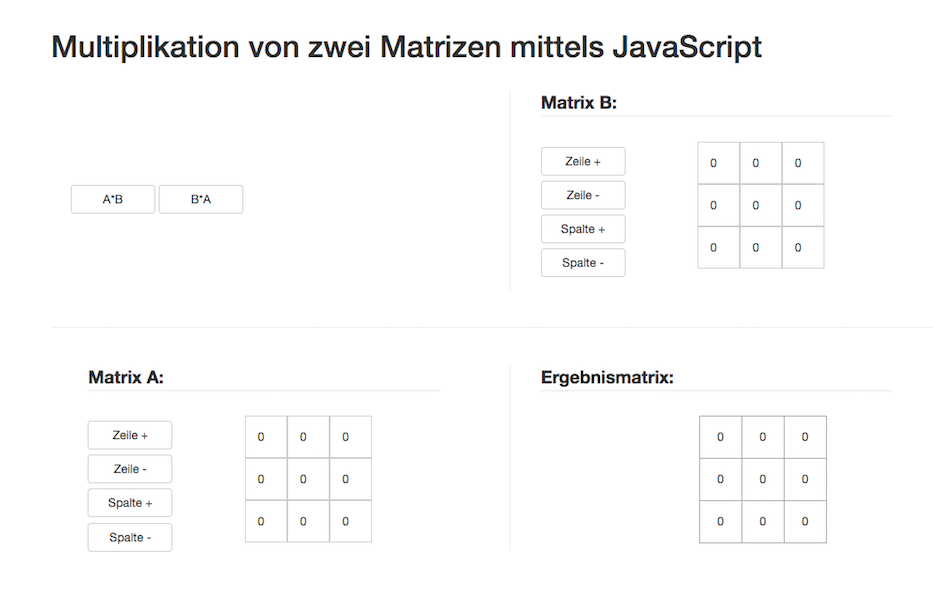 Multiplikation von zwei Matrizen mittels JavaScript
A*B B*A
Matrix B:
Zeile +
Zeile -
Spalte +
Spalte -
0 0 0
0 0 0
0 0 0
Matrix A:
Zeile +
Zeile -
Spalte +
Spalte -
0 0 0
0 0 0
0 0 0
Ergebnismatrix:
0 0 0
0 0 0
0 0 0